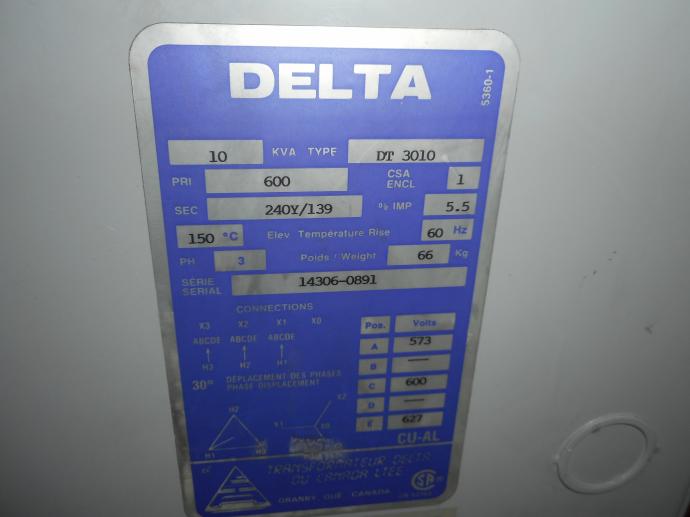 DELTA
5360-1
10 KVA TYPE DT 3010
PRI 600 CSA ENCL 1
SEC 240Y/139 % IMP 5.5
150 °C Elev. Température Rise 60 Hz
PH 3 Poids / Weight 66 Kg
SÉRIE SERIAL 14306-0891
CONNECTIONS
X3 X2 X1 X0
ABCDE ABCDE ABCDE
H3 H2 H1
Pos. Volts
A 573
B —
C 600
D —
E 627
30° DÉPLACEMENT DES PHASES
PHASE DISPLACEMENT
H2
H1 H3
X2
X1 X0
CU-AL
TRANSFORMATEUR DELTA
DU CANADA LTEE
GRANBY QUÉ CANADA